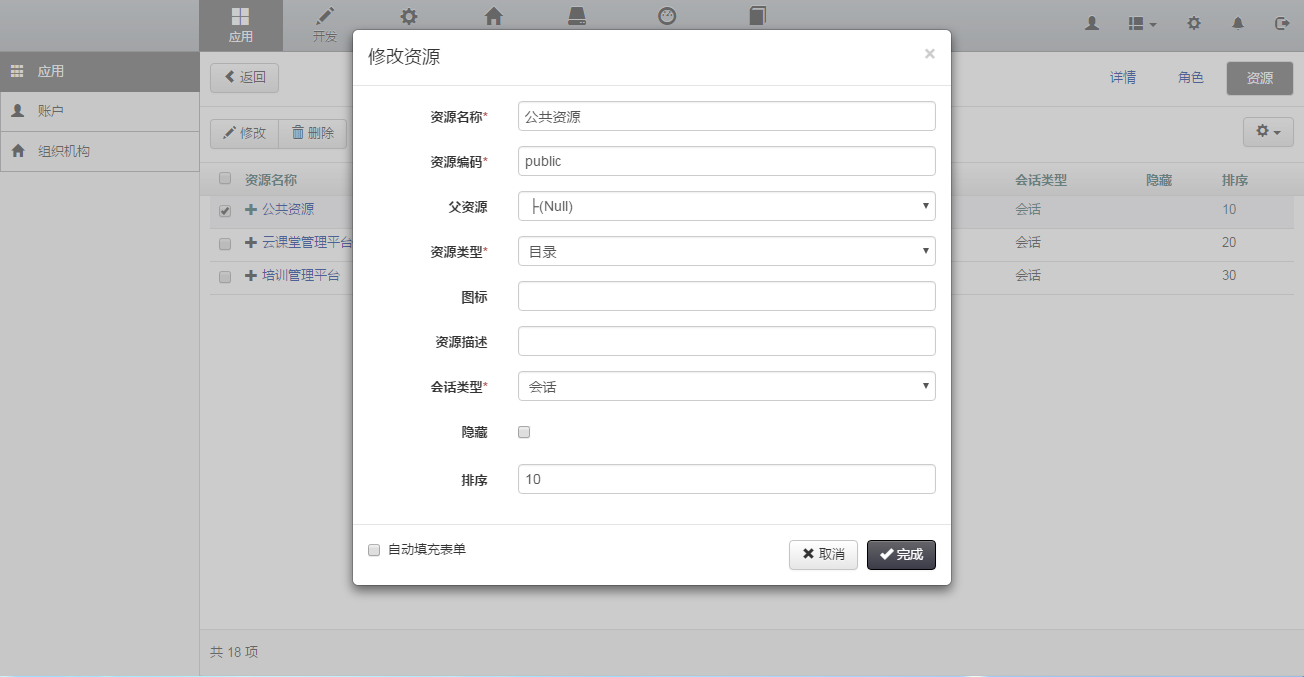 应用
开发
应用
账户
组织机构
返回
详情
角色
资源
修改
删除
资源名称
会话类型
隐藏
排序
公共资源
会话
10
云课堂管理平台
会话
20
培训管理平台
会话
30
共 18 项
修改资源
×
资源名称*
公共资源
资源编码*
public
父资源
├(Null)
资源类型*
目录
图标
资源描述
会话类型*
会话
隐藏
排序
10
自动填充表单
取消
完成